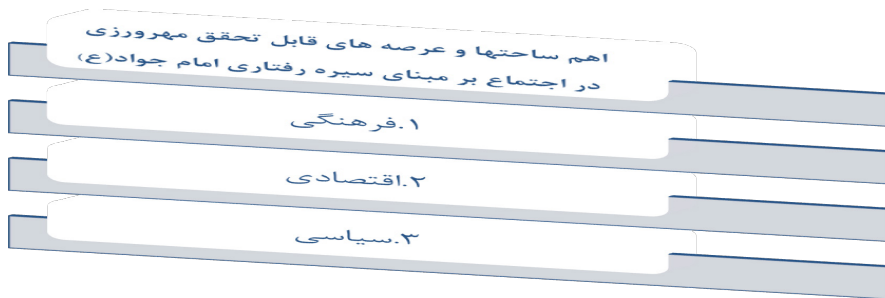 اهم ساحتها و عرصه های قابل تحقق مهرورزی
در اجتماع بر مبنای سیره رفتاری امام جواد(ع)
۱.فرهنگی
۲.اقتصادی
۳.سیاسی